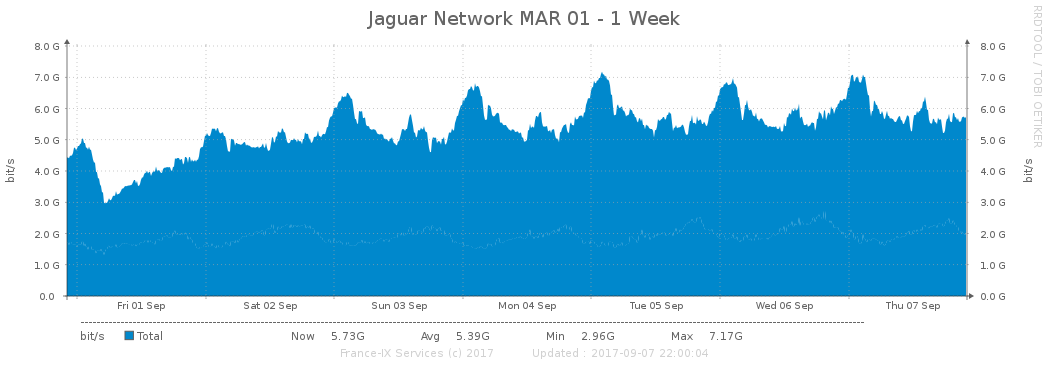 Jaguar Network MAR 01 - 1 Week
RRDTOOL / TOBI OETIKER
8.0 G 8.0 G
7.0 G 7.0 G
6.0 G 6.0 G
5.0 G 5.0 G
4.0 G 4.0 G
3.0 G 3.0 G
2.0 G 2.0 G
1.0 G 1.0 G
0.0 0.0 G
bit/s bit/s
Fri 01 Sep Sat 02 Sep Sun 03 Sep Mon 04 Sep Tue 05 Sep Wed 06 Sep Thu 07 Sep
bit/s Total Now 5.73G Avg 5.39G Min 2.96G Max 7.17G
France-IX Services (c) 2017 Updated : 2017-09-07 22:00:04